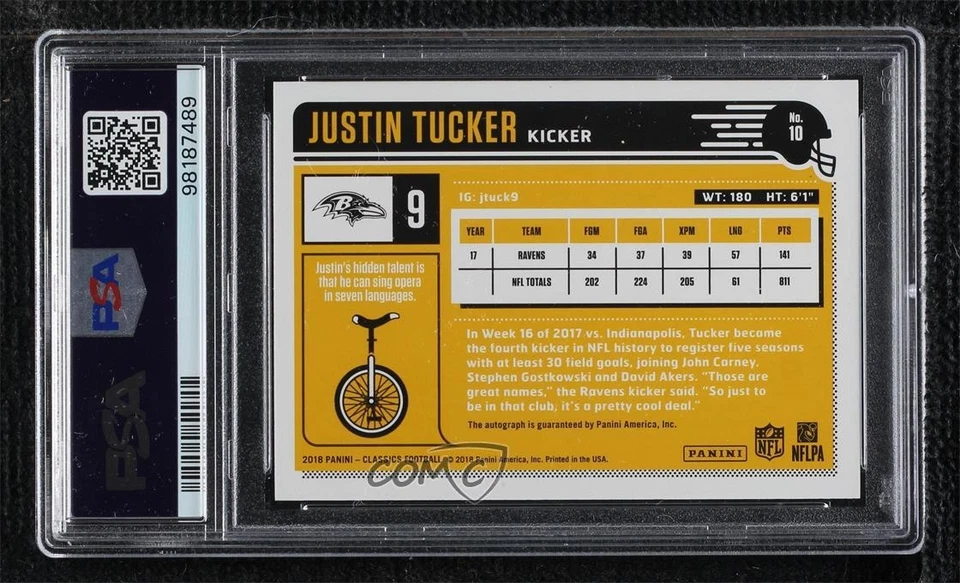 98187489
PSA
PSA
JUSTIN TUCKER KICKER
No.
10
9
IG: jtuck9
WT: 180 HT: 6'1"
YEAR TEAM FGM FGA XPM LNG PTS
17 RAVENS 34 37 39 57 141
NFL TOTALS 202 224 205 61 811
Justin's hidden talent is
that he can sing opera
in seven languages.
In Week 16 of 2017 vs. Indianapolis, Tucker became
the fourth kicker in NFL history to register five seasons
with at least 30 field goals, joining John Carney,
Stephen Gostkowski and David Akers. "Those are
great names," the Ravens kicker said. "So just to
be in that club, it's a pretty cool deal."
The autograph is guaranteed by Panini America, Inc.
2018 PANINI – CLASSICS FOOTBALL © 2018 Panini America, Inc. Printed in the USA.
PANINI
NFL
NFLPA
COMC